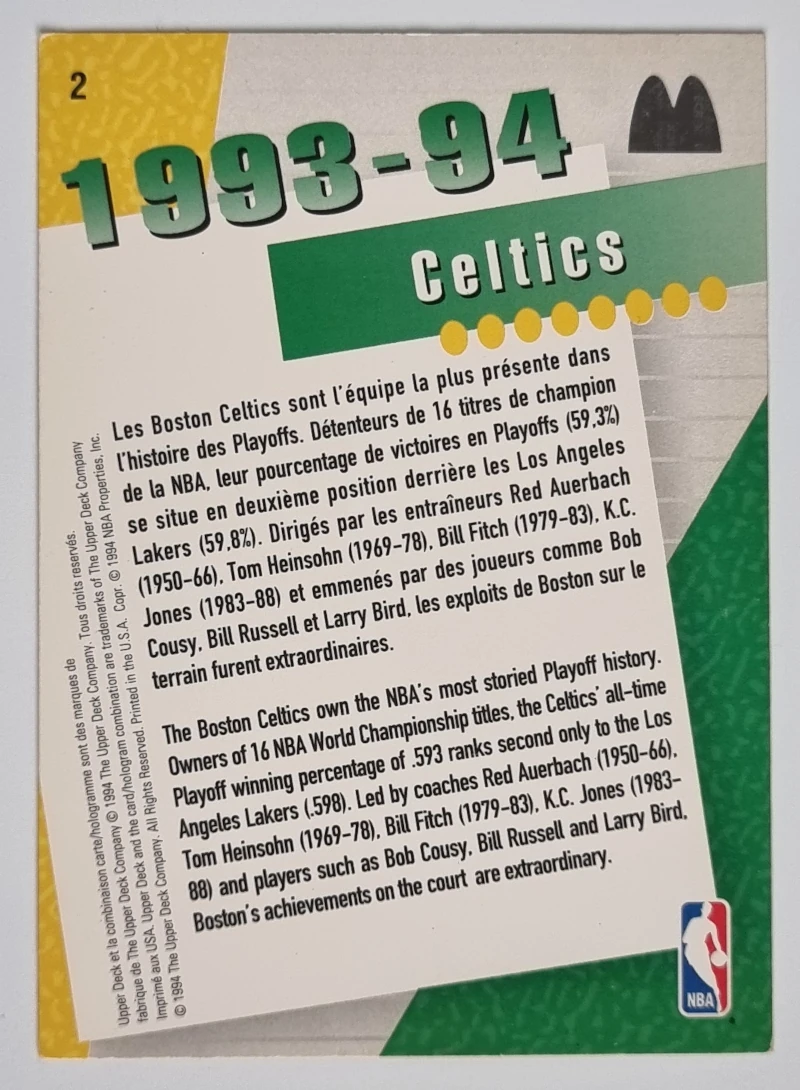 2
1993-94
Celtics
Les Boston Celtics sont l'équipe la plus présente dans
l'histoire des Playoffs. Détenteurs de 16 titres de champion
de la NBA, leur pourcentage de victoires en Playoffs (59,3%)
se situe en deuxième position derrière les Los Angeles
Lakers (59,8%). Dirigés par les entraîneurs Red Auerbach
(1950-66), Tom Heinsohn (1969-78), Bill Fitch (1979-83), K.C.
Jones (1983-88) et emmenés par des joueurs comme Bob
Cousy, Bill Russell et Larry Bird, les exploits de Boston sur le
terrain furent extraordinaires.
The Boston Celtics own the NBA's most storied Playoff history.
Owners of 16 NBA World Championship titles, the Celtics' all-time
Playoff winning percentage of .593 ranks second only to the Los
Angeles Lakers (.598). Led by coaches Red Auerbach (1950-66),
Tom Heinsohn (1969-78), Bill Fitch (1979-83), K.C. Jones (1983-
88) and players such as Bob Cousy, Bill Russell and Larry Bird,
Boston's achievements on the court are extraordinary.
Upper Deck et la combinaison carte/hologramme sont des marques de
fabrique de The Upper Deck Company © 1994 The Upper Deck Company. Tous droits reservés.
Imprimé aux USA. Upper Deck and the card/hologram combination are trademarks of The Upper Deck Company
© 1994 The Upper Deck Company. All Rights Reserved. Printed in the U.S.A. Copr. © 1994 NBA Properties, Inc.
NBA